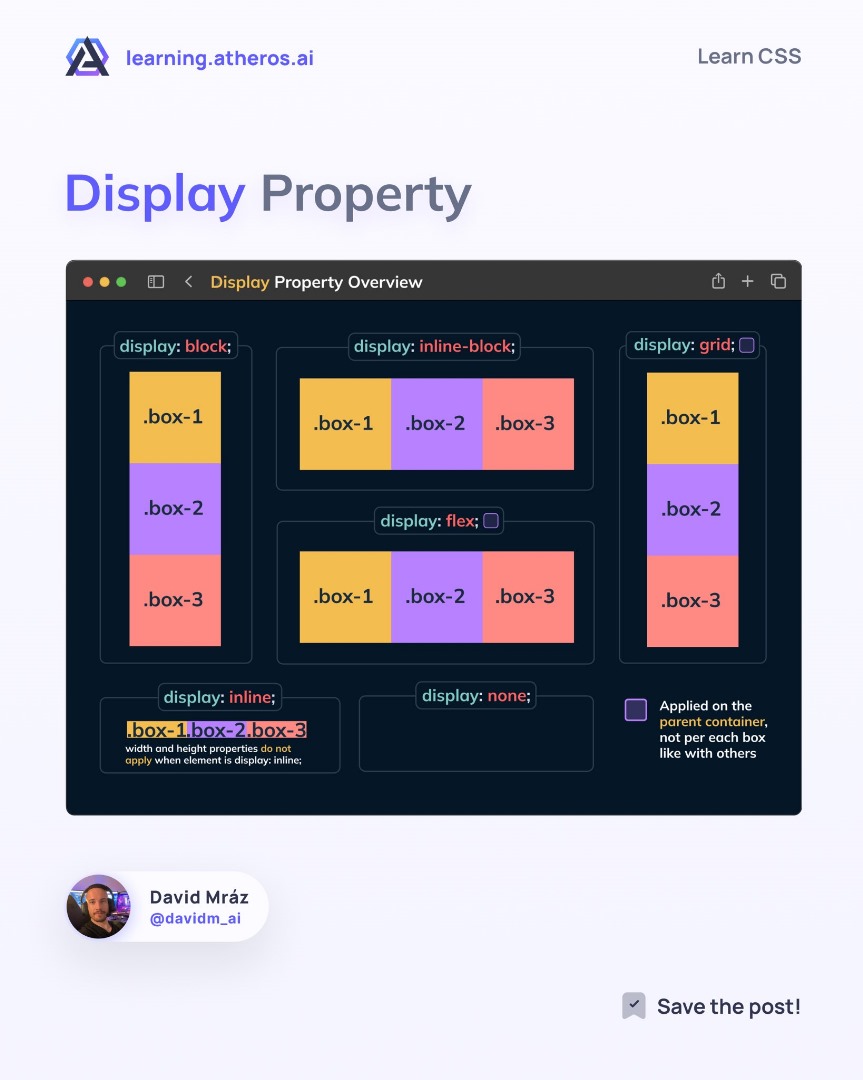 learning.atheros.ai
Learn CSS
Display Property
Display Property Overview
display: block;
.box-1
.box-2
.box-3
display: inline-block;
.box-1 .box-2 .box-3
display: flex;
.box-1 .box-2 .box-3
display: grid;
.box-1
.box-2
.box-3
display: inline;
.box-1.box-2.box-3
width and height properties do not
apply when element is display: inline;
display: none;
Applied on the
parent container,
not per each box
like with others
David Mráz
@davidm_ai
Save the post!